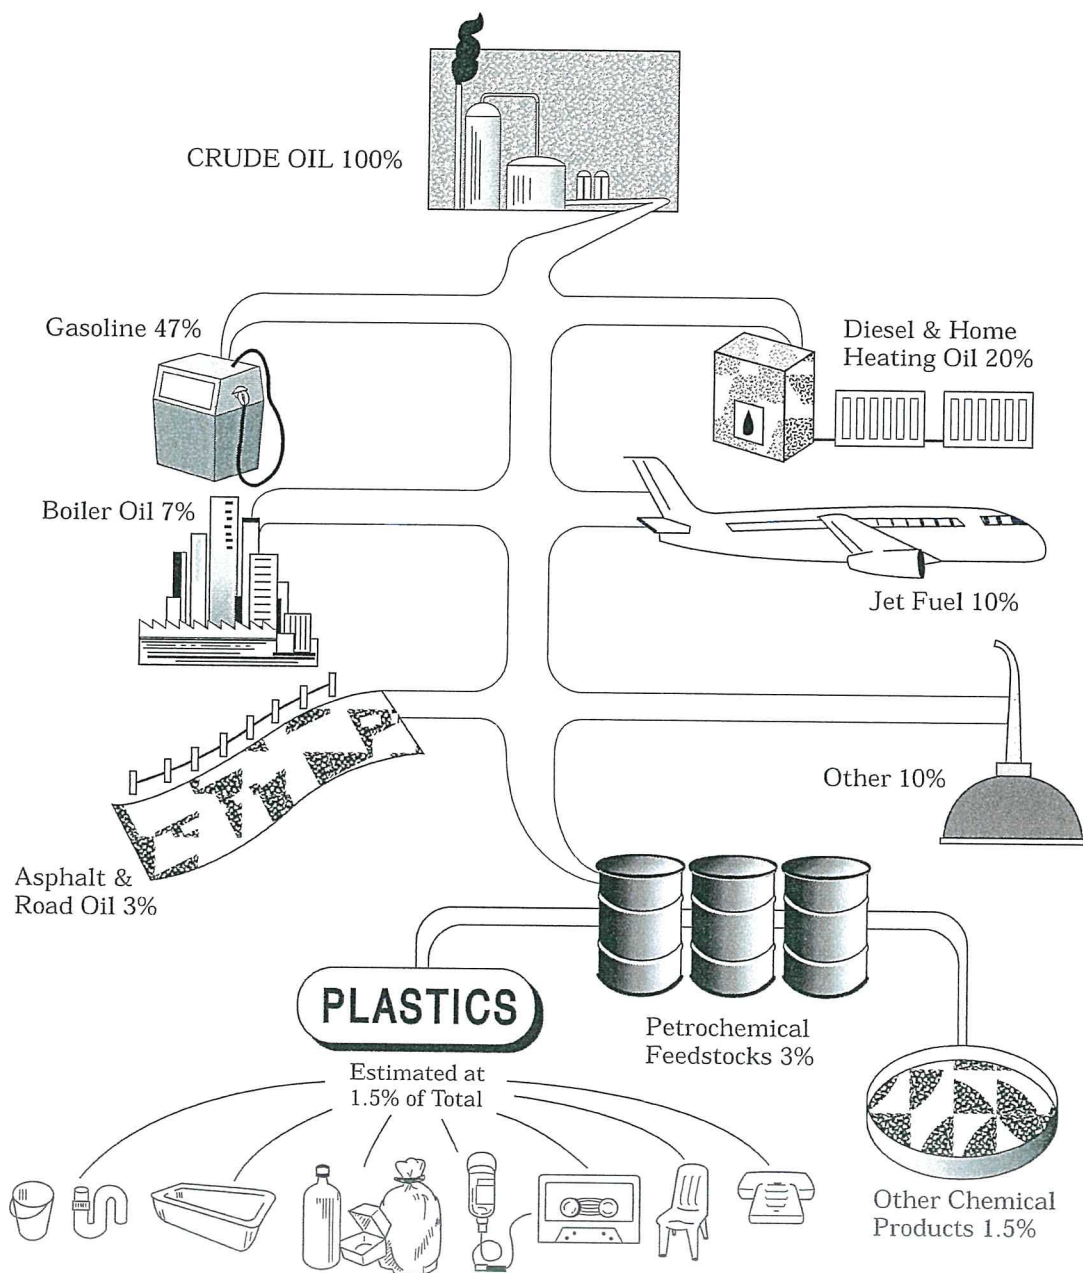 CRUDE OIL 100%
Gasoline 47%
Diesel & Home
Heating Oil 20%
Boiler Oil 7%
Jet Fuel 10%
Other 10%
Asphalt &
Road Oil 3%
PLASTICS
Petrochemical
Feedstocks 3%
Estimated at
1.5% of Total
Other Chemical
Products 1.5%